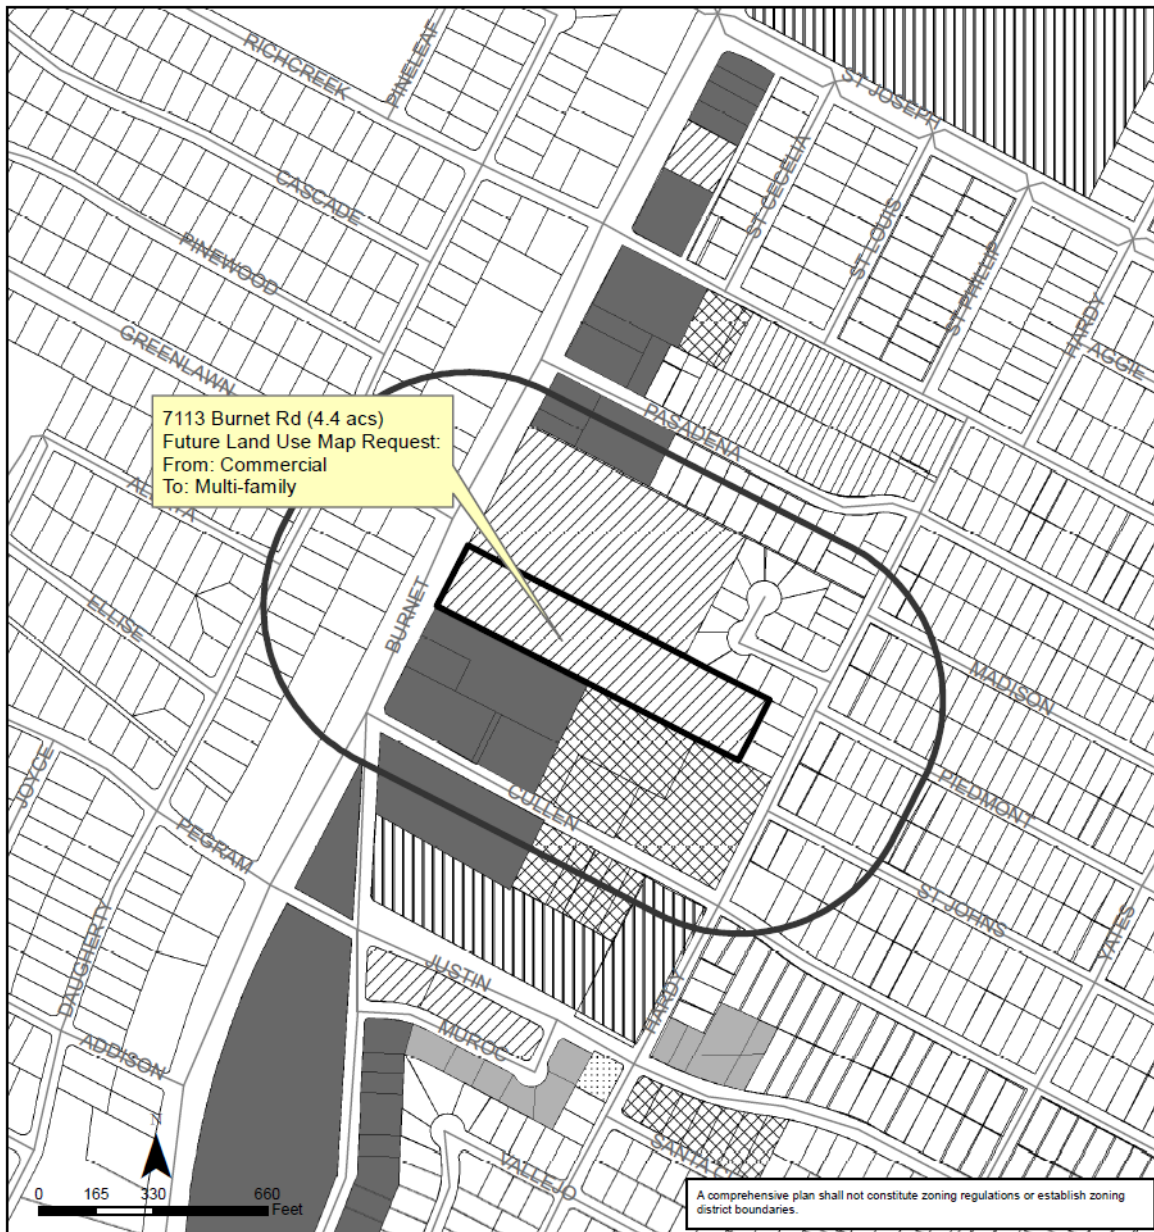 RICHCREEK
PINELEAF
ST JOSEPH
CASCADE
ST CECELIA
PINEWOOD
ST LOUIS
ST PHILLIP
GREENLAWN
HARDY
AGGIE
7113 Burnet Rd (4.4 acs)
Future Land Use Map Request:
From: Commercial
To: Multi-family
PASADENA
ELLISE
BURNET
MADISON
JOYCE
PIEDMONT
CULLEN
PEGRAM
ST JOHNS
YATES
DAUGHERTY
JUSTIN
HARDY
MUROC
ADDISON
N
SANTA
VALLEJO
0 165 330 660
Feet
A comprehensive plan shall not constitute zoning regulations or establish zoning
district boundaries.